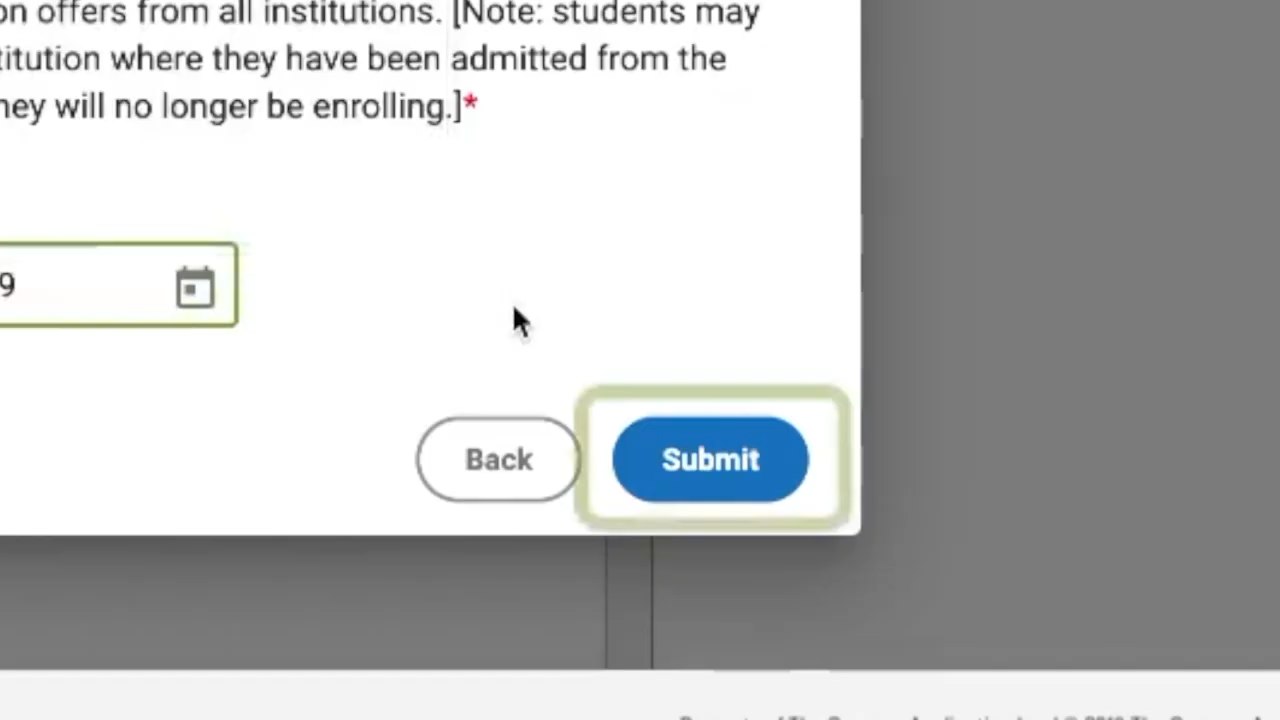 on offers from all institutions. [Note: students may
titution where they have been admitted from the
hey will no longer be enrolling.]*
9
Back
Submit